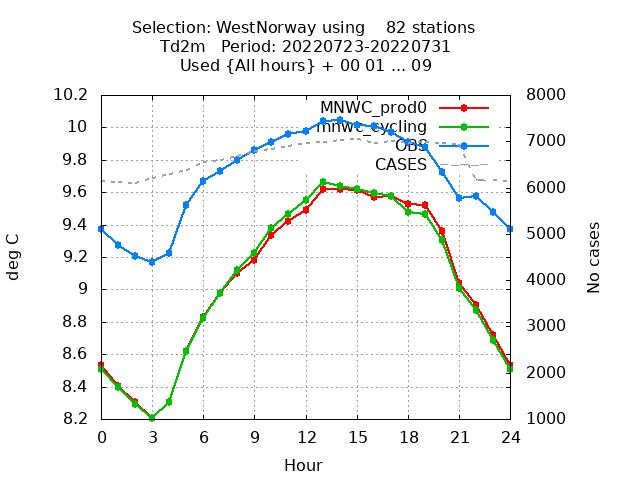 Selection: WestNorway using 82 stations
Td2m Period: 20220723-20220731
Used {All hours} + 00 01 ... 09
MNWC_prod0
mnwc_cycling
OBS
CASES
10.2
10
9.8
9.6
9.4
9.2
9
8.8
8.6
8.4
8.2
deg C
8000
7000
6000
5000
4000
3000
2000
1000
No cases
0 3 6 9 12 15 18 21 24
Hour